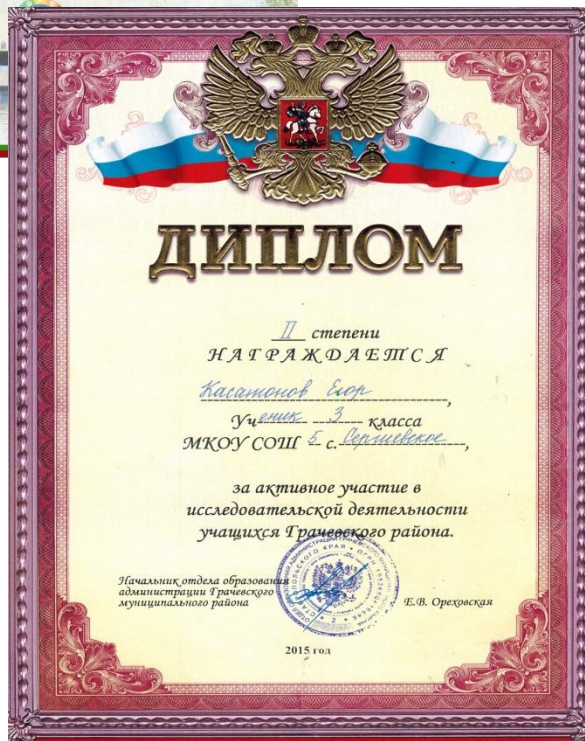 ДИПЛОМ
II степени
НАГРАЖДАЕТСЯ
Касатонов Егор,
Ученик 3 класса
МКОУ СОШ 5 с. Сергиевское,
за активное участие в
исследовательской деятельности
учащихся Грачевского района.
Начальник отдела образования
администрации Грачевского
муниципального района
Е.В. Ореховская
2015 год